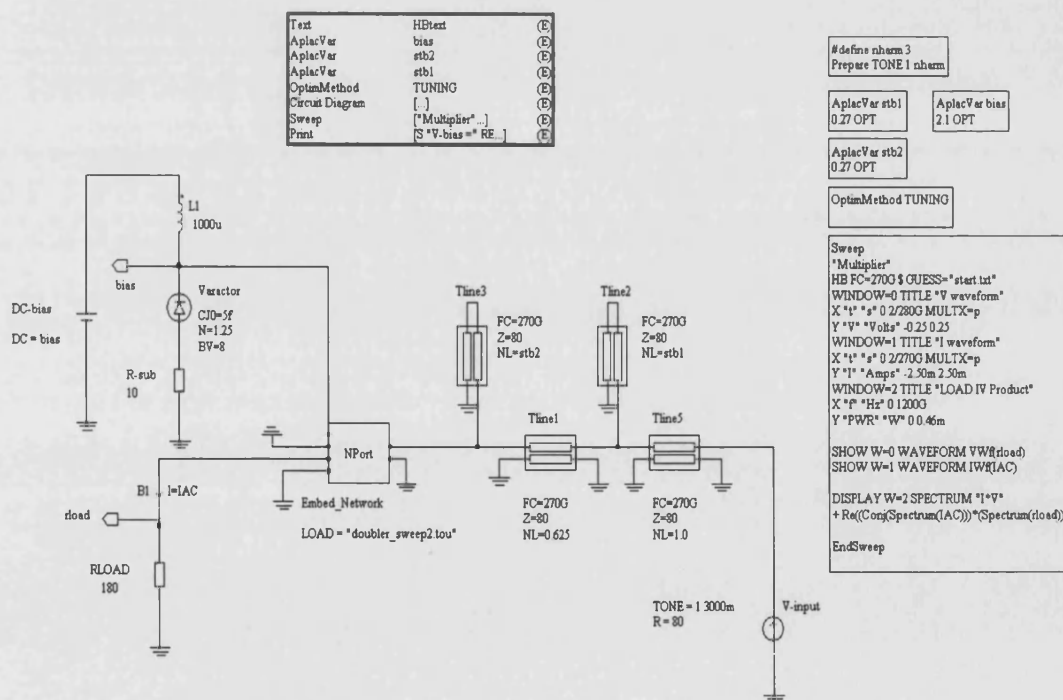 Text HBtext (E)
AplacVar bias (E)
AplacVar stb2 (E)
AplacVar stb1 (E)
OptimMethod TUNING (E)
Circuit Diagram [...] (E)
Sweep ["Multiplier"...] (E)
Print [S "V-bias =" RE...] (E)
#define nharm 3
Prepare TONE 1 nharm
AplacVar stb1
0.27 OPT
AplacVar bias
2.1 OPT
AplacVar stb2
0.27 OPT
OptimMethod TUNING
Sweep
"Multiplier"
HB FC=270G $ GUESS="start.txt"
WINDOW=0 TITLE "V waveform"
X "t" "s" 0 2/280G MULTX=p
Y "V" "Volts" -0.25 0.25
WINDOW=1 TITLE "I waveform"
X "t" "s" 0 2/270G MULTX=p
Y "I" "Amps" -2.50m 2.50m
WINDOW=2 TITLE "LOAD IV Product"
X "f" "Hz" 0 1200G
Y "PWR" "W" 0 0.46m
SHOW W=0 WAVEFORM VWf(rload)
SHOW W=1 WAVEFORM IWf(IAC)
DISPLAY W=2 SPECTRUM "I*V"
+ Re((Conj(Spectrum(IAC)))*(Spectrum(rload))
EndSweep
L1
1000u
bias
DC-bias
DC = bias
Varactor
CJ0=5f
N=1.25
BV=8
R-sub
10
Tline3
FC=270G
Z=80
NL=stb2
Tline2
FC=270G
Z=80
NL=stb1
Tline1
FC=270G
Z=80
NL=0.625
Tline5
FC=270G
Z=80
NL=1.0
NPort
Embed_Network
LOAD = "doubler_sweep2.tou"
B1
I=IAC
rload
RLOAD
180
TONE = 1 3000m
R = 80
V-input